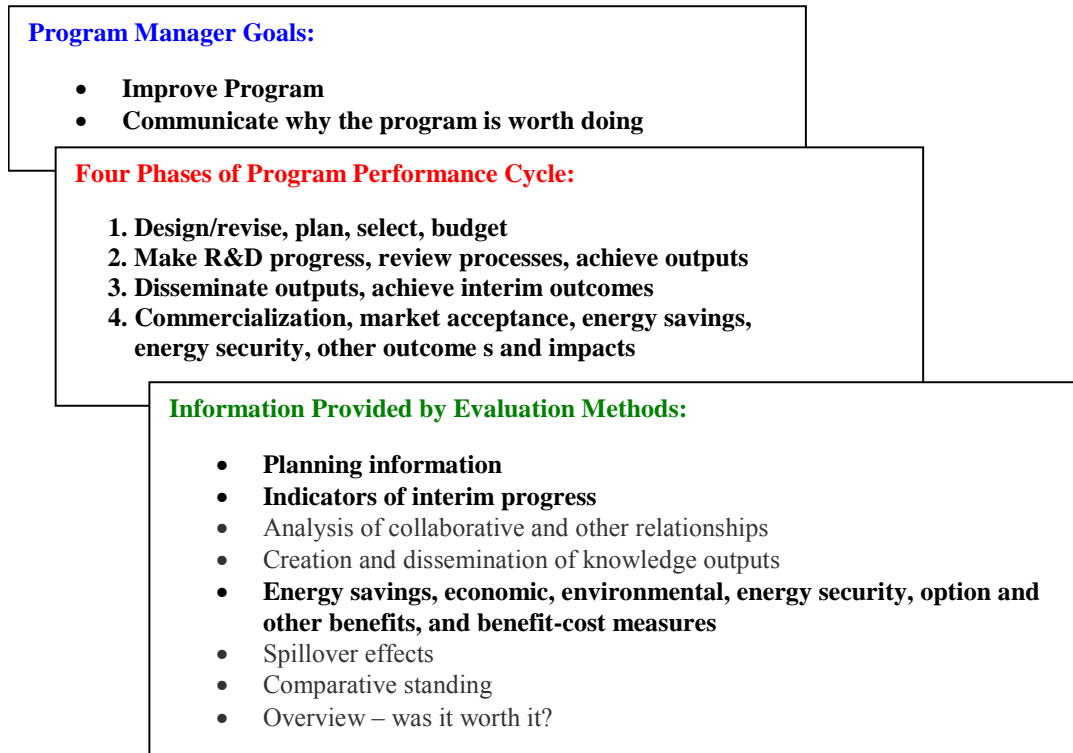 Program Manager Goals:
• Improve Program
• Communicate why the program is worth doing
Four Phases of Program Performance Cycle:
1. Design/revise, plan, select, budget
2. Make R&D progress, review processes, achieve outputs
3. Disseminate outputs, achieve interim outcomes
4. Commercialization, market acceptance, energy savings,
energy security, other outcome s and impacts
Information Provided by Evaluation Methods:
• Planning information
• Indicators of interim progress
• Analysis of collaborative and other relationships
• Creation and dissemination of knowledge outputs
• Energy savings, economic, environmental, energy security, option and
other benefits, and benefit-cost measures
• Spillover effects
• Comparative standing
• Overview – was it worth it?